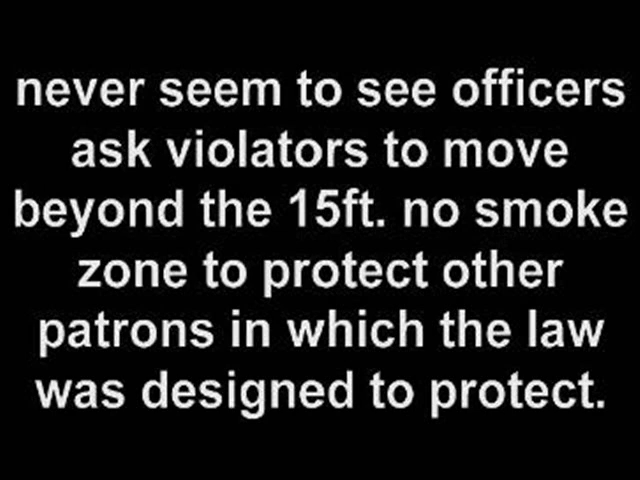 never seem to see officers
ask violators to move
beyond the 15ft. no smoke
zone to protect other
patrons in which the law
was designed to protect.